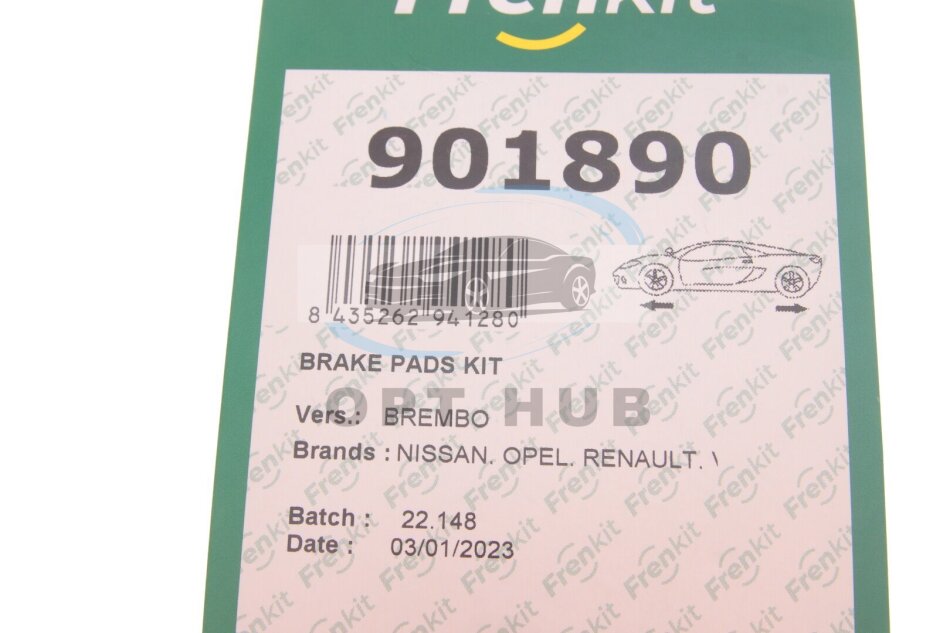 Frenkit
901890
8 435262 941280
BRAKE PADS KIT
OPT HUB
Vers.: BREMBO
Brands : NISSAN. OPEL. RENAULT.
Batch : 22.148
Date : 03/01/2023